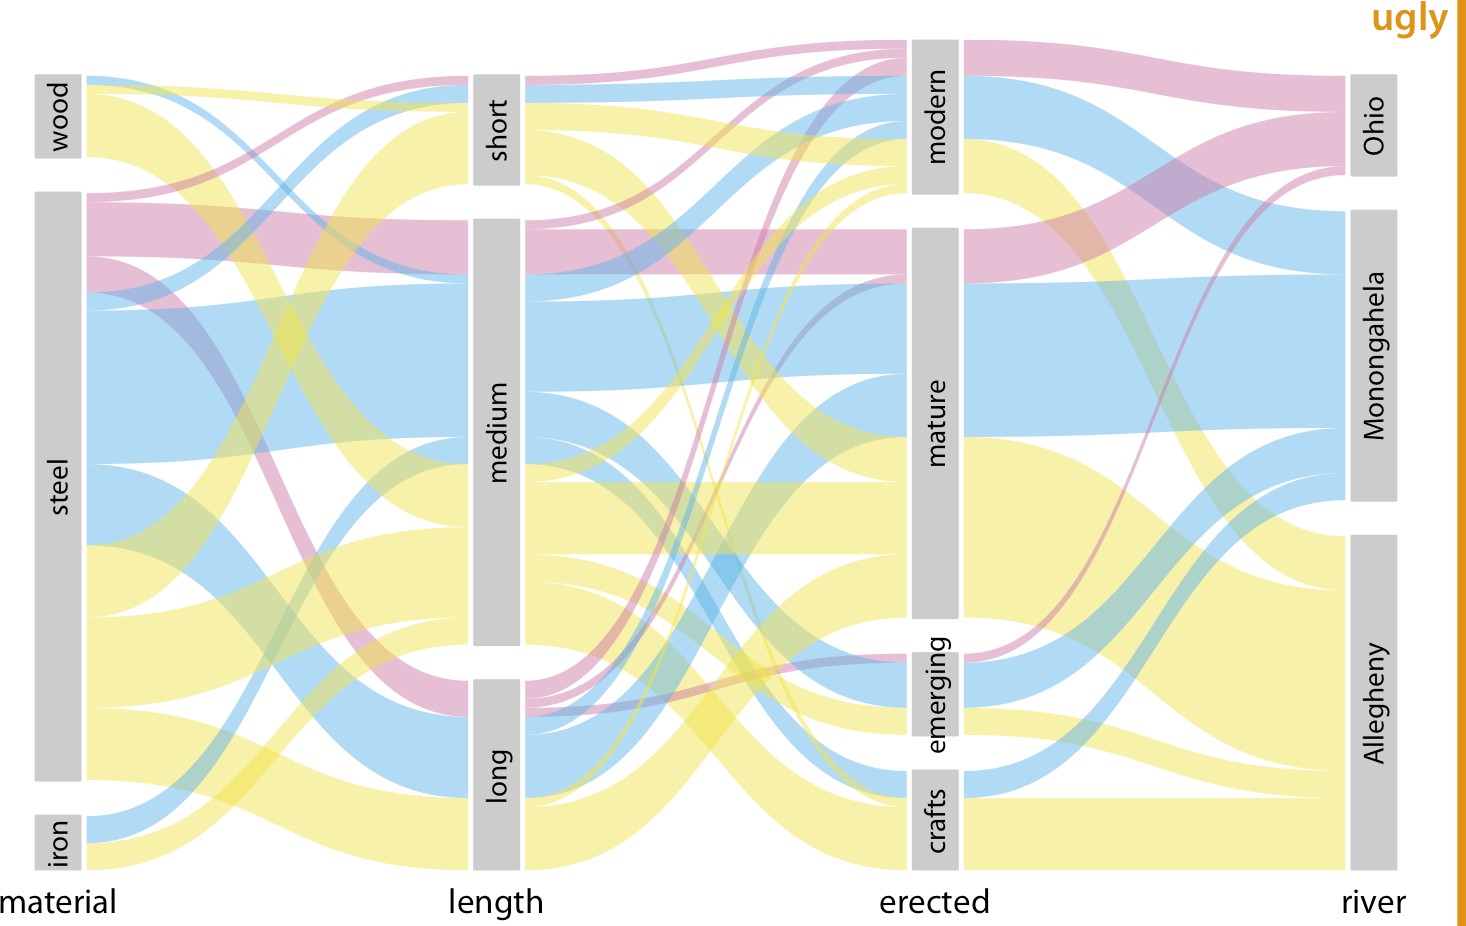 ugly
wood
steel
iron
short
medium
long
modern
mature
emerging
crafts
Ohio
Monongahela
Allegheny
material
length
erected
river